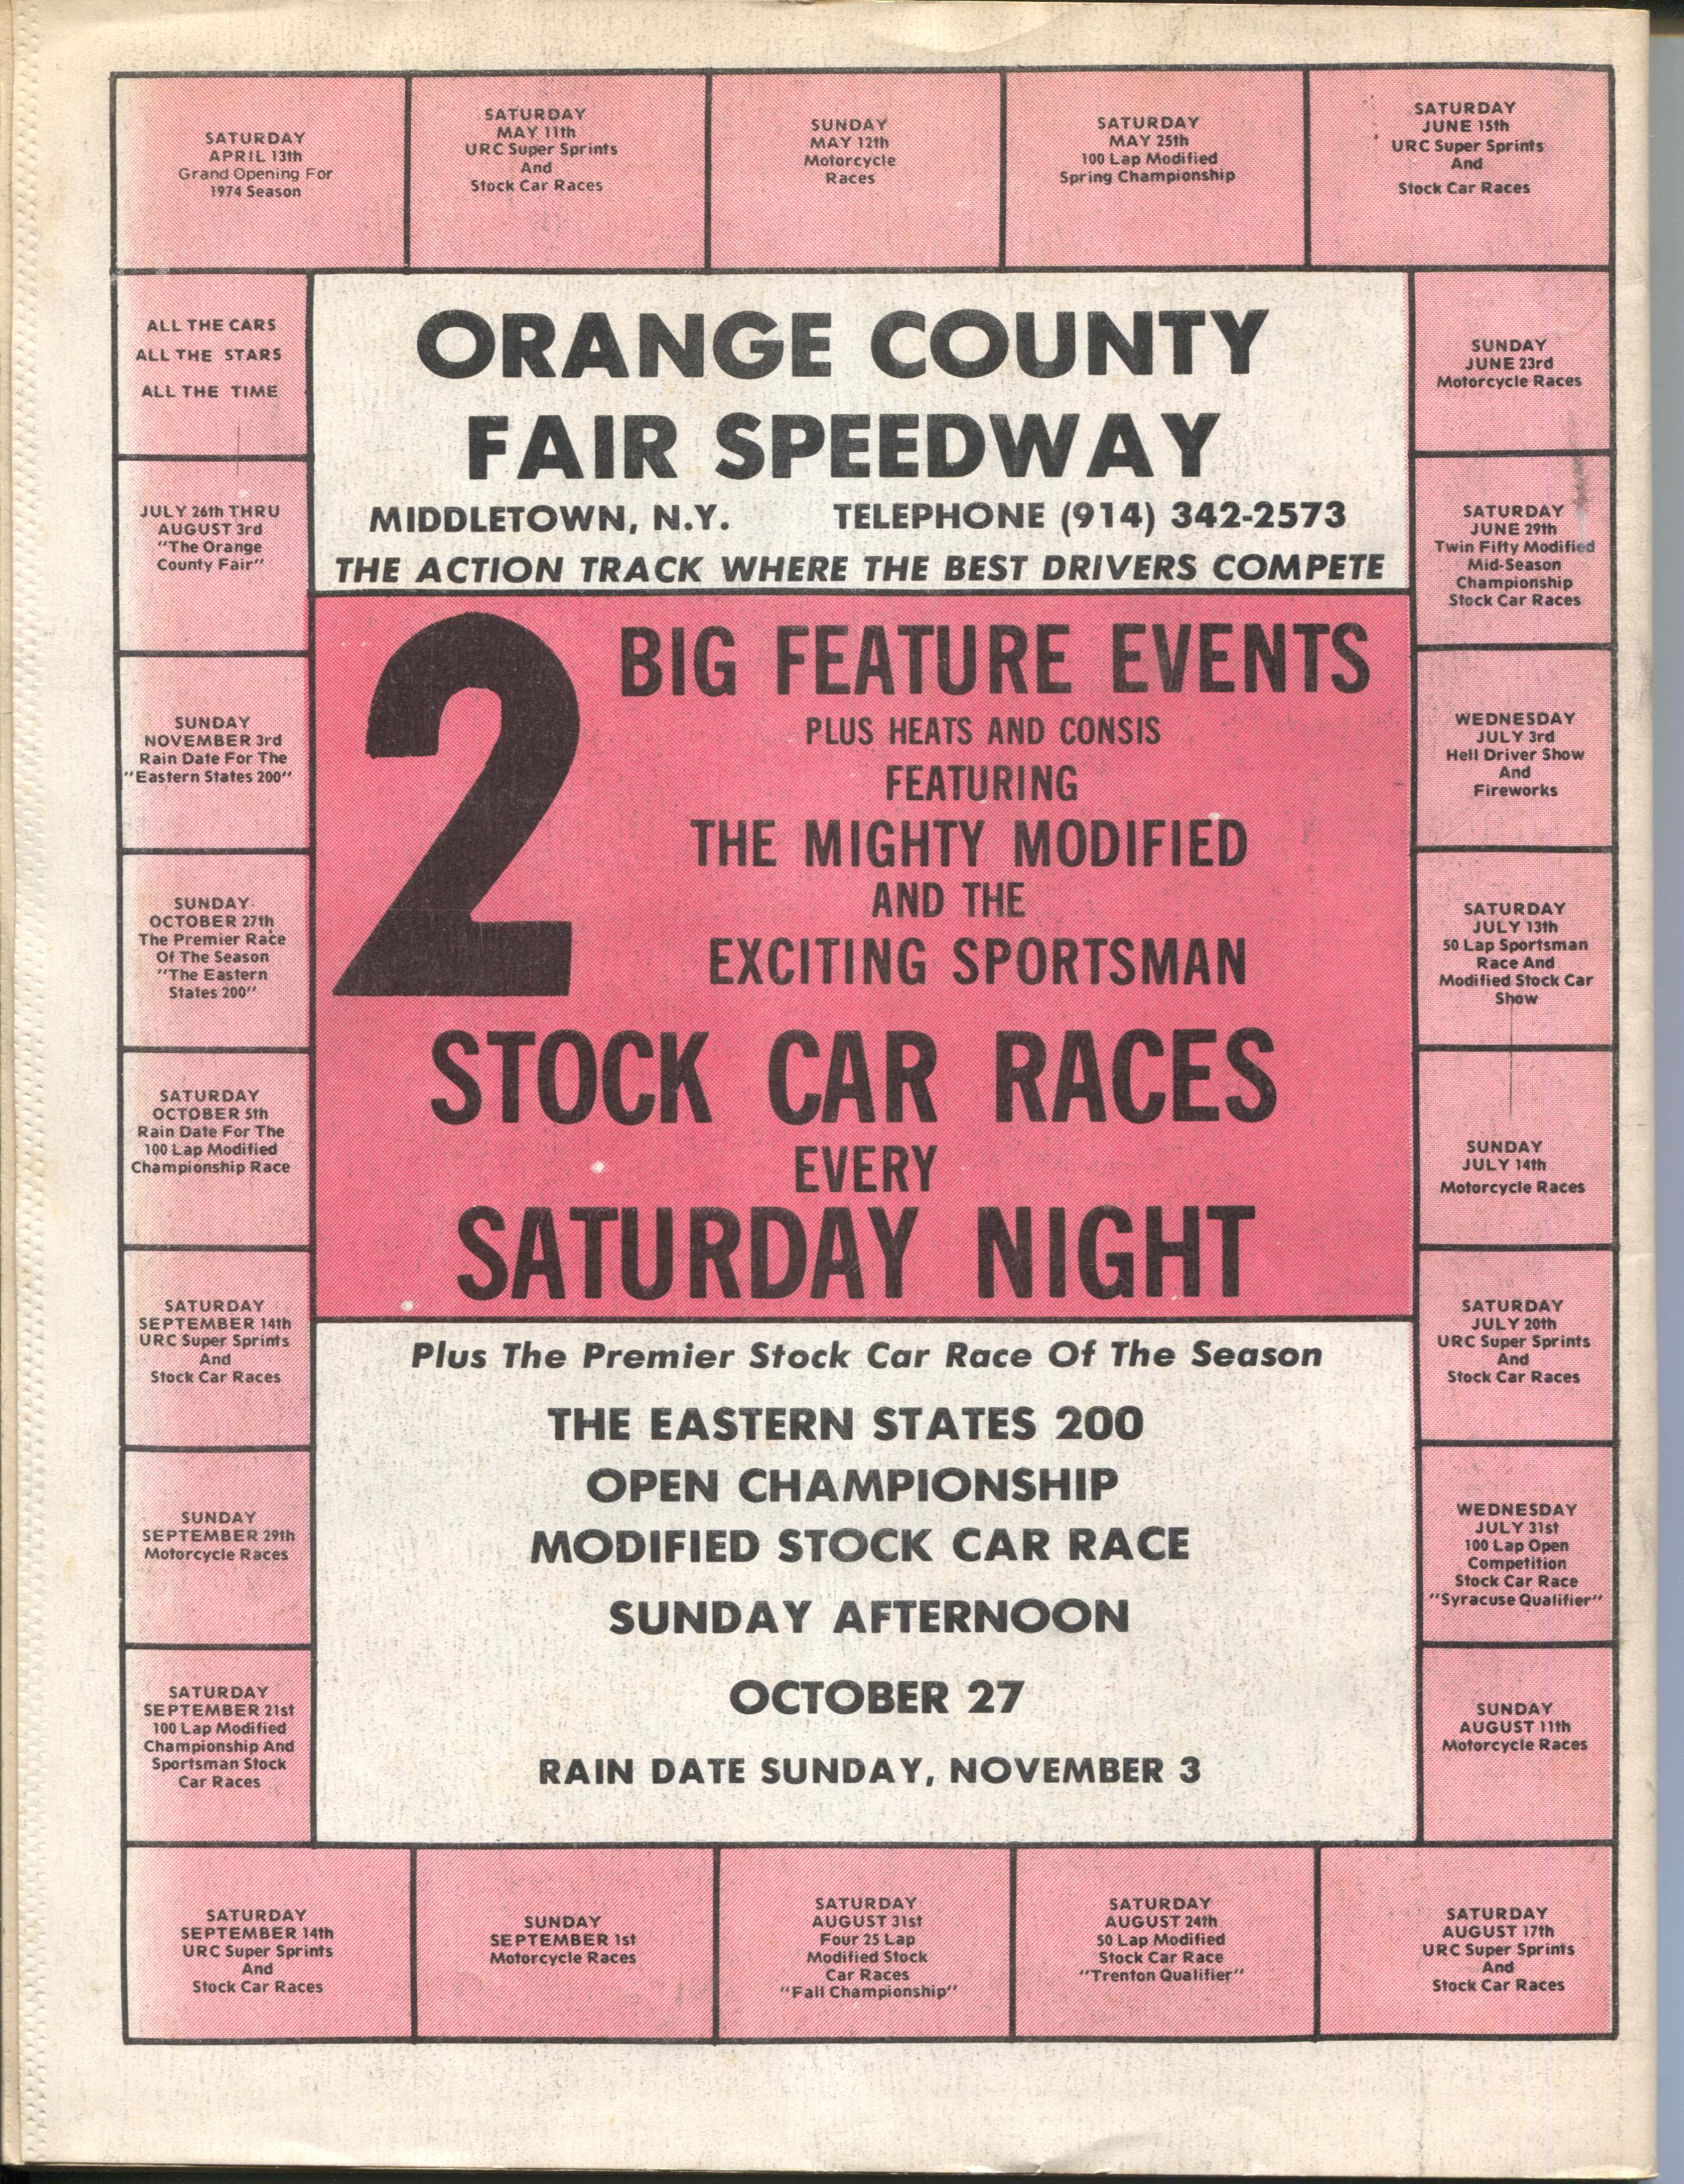 SATURDAY
APRIL 13th
Grand Opening For
1974 Season
SATURDAY
MAY 11th
URC Super Sprints
And
Stock Car Races
SUNDAY
MAY 12th
Motorcycle
Races
SATURDAY
MAY 25th
100 Lap Modified
Spring Championship
SATURDAY
JUNE 15th
URC Super Sprints
And
Stock Car Races
ALL THE CARS
ALL THE STARS
ALL THE TIME
ORANGE COUNTY
FAIR SPEEDWAY
MIDDLETOWN, N.Y. TELEPHONE (914) 342-2573
THE ACTION TRACK WHERE THE BEST DRIVERS COMPETE
SUNDAY
JUNE 23rd
Motorcycle Races
JULY 26th THRU
AUGUST 3rd
"The Orange
County Fair"
SATURDAY
JUNE 29th
Twin Fifty Modified
Mid-Season
Championship
Stock Car Races
2 BIG FEATURE EVENTS
PLUS HEATS AND CONSIS
FEATURING
THE MIGHTY MODIFIED
AND THE
EXCITING SPORTSMAN
STOCK CAR RACES
EVERY
SATURDAY NIGHT
SUNDAY
NOVEMBER 3rd
Rain Date For The
"Eastern States 200"
WEDNESDAY
JULY 3rd
Hell Driver Show
And
Fireworks
SUNDAY
OCTOBER 27th
The Premier Race
Of The Season
"The Eastern
States 200"
SATURDAY
JULY 13th
50 Lap Sportsman
Race And
Modified Stock Car
Show
SATURDAY
OCTOBER 5th
Rain Date For The
100 Lap Modified
Championship Race
SUNDAY
JULY 14th
Motorcycle Races
SATURDAY
SEPTEMBER 14th
URC Super Sprints
And
Stock Car Races
SATURDAY
JULY 20th
URC Super Sprints
And
Stock Car Races
Plus The Premier Stock Car Race Of The Season
THE EASTERN STATES 200
OPEN CHAMPIONSHIP
MODIFIED STOCK CAR RACE
SUNDAY AFTERNOON
OCTOBER 27
RAIN DATE SUNDAY, NOVEMBER 3
SUNDAY
SEPTEMBER 29th
Motorcycle Races
WEDNESDAY
JULY 31st
100 Lap Open
Competition
Stock Car Race
"Syracuse Qualifier"
SATURDAY
SEPTEMBER 21st
100 Lap Modified
Championship And
Sportsman Stock
Car Races
SUNDAY
AUGUST 11th
Motorcycle Races
SATURDAY
SEPTEMBER 14th
URC Super Sprints
And
Stock Car Races
SUNDAY
SEPTEMBER 1st
Motorcycle Races
SATURDAY
AUGUST 31st
Four 25 Lap
Modified Stock
Car Races
"Fall Championship"
SATURDAY
AUGUST 24th
50 Lap Modified
Stock Car Race
"Trenton Qualifier"
SATURDAY
AUGUST 17th
URC Super Sprints
And
Stock Car Races